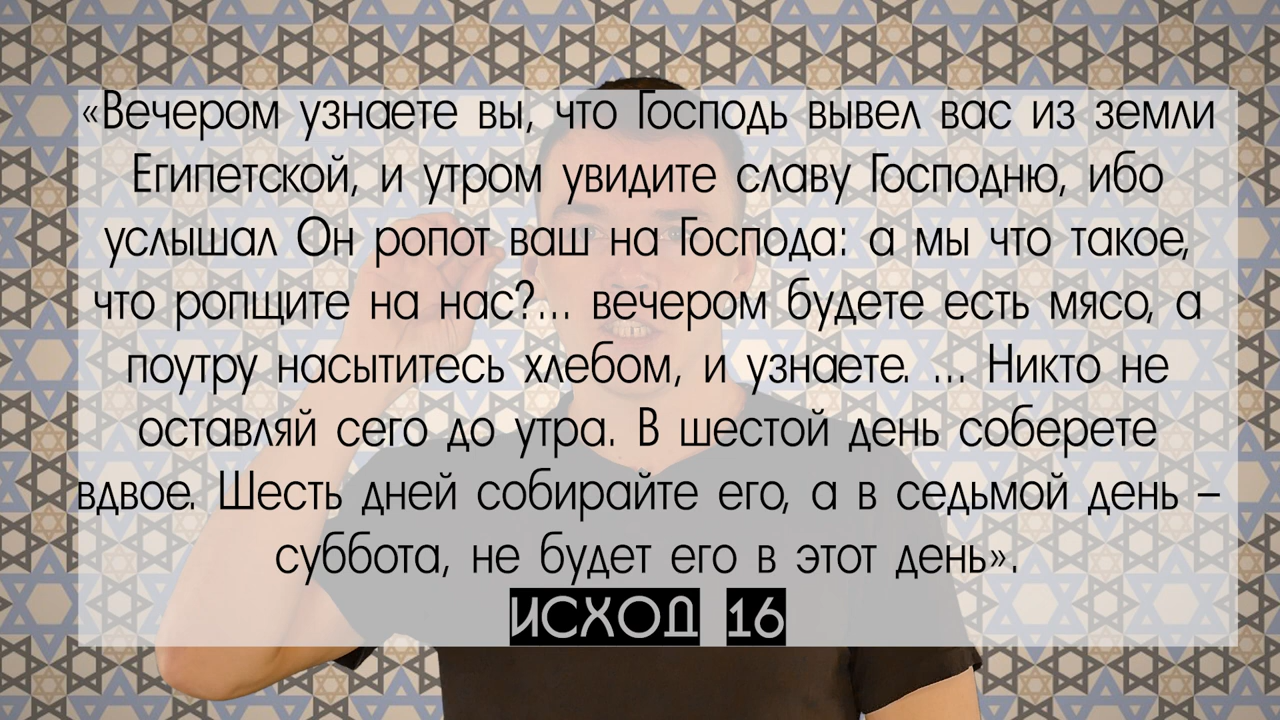 «Вечером узнаете вы, что Господь вывел вас из земли
Египетской, и утром увидите славу Господню, ибо
услышал Он ропот ваш на Господа: а мы что такое,
что ропщите на нас?... вечером будете есть мясо, а
поутру насытитесь хлебом, и узнаете. ... Никто не
оставляй сего до утра. В шестой день соберете
вдвое. Шесть дней собирайте его, а в седьмой день –
суббота, не будет его в этот день».
ИСХОД 16